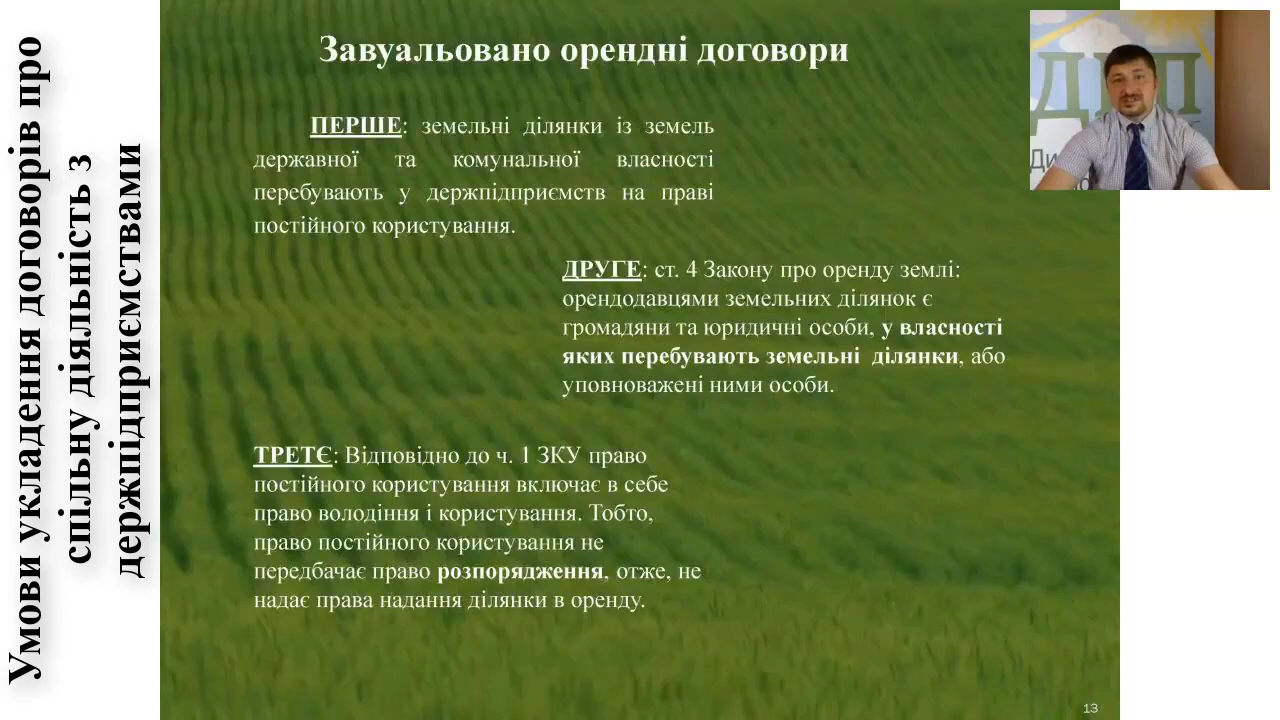 Умови укладення договорів про
спільну діяльність з
держпідприємствами
Завуальовано орендні договори
ПЕРШЕ: земельні ділянки із земель
державної та комунальної власності
перебувають у держпідприємств на праві
постійного користування.
ДРУГЕ: ст. 4 Закону про оренду землі:
орендодавцями земельних ділянок є
громадяни та юридичні особи, у власності
яких перебувають земельні ділянки, або
уповноважені ними особи.
ТРЕТЄ: Відповідно до ч. 1 ЗКУ право
постійного користування включає в себе
право володіння і користування. Тобто,
право постійного користування не
передбачає право розпорядження, отже, не
надає права надання ділянки в оренду.
13